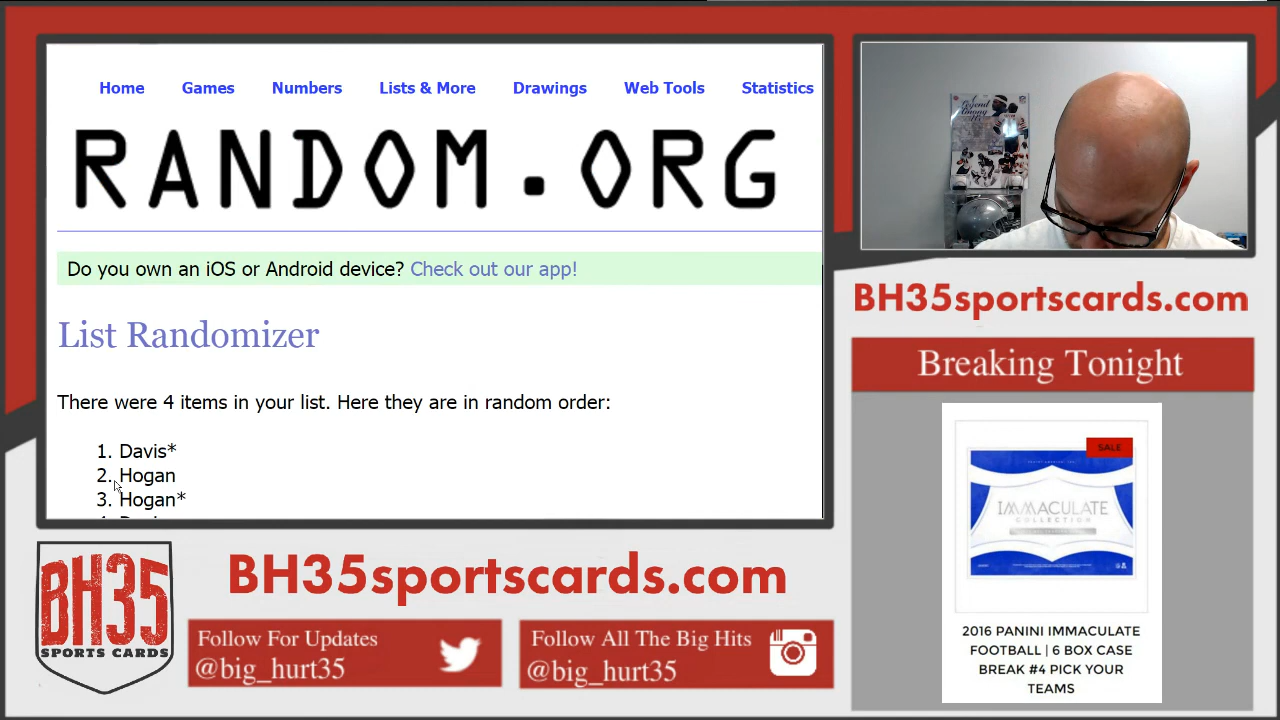 Home Games Numbers Lists & More Drawings Web Tools Statistics
RANDOM.ORG
Do you own an iOS or Android device? Check out our app!
List Randomizer
There were 4 items in your list. Here they are in random order:
1. Davis*
2. Hogan
3. Hogan*
BH35sportscards.com
Breaking Tonight
SALE
IMMACULATE
COLLECTION
2016 PANINI IMMACULATE
FOOTBALL | 6 BOX CASE
BREAK #4 PICK YOUR
TEAMS
BH35
SPORTS CARDS
BH35sportscards.com
Follow For Updates
@big_hurt35
Follow All The Big Hits
@big_hurt35